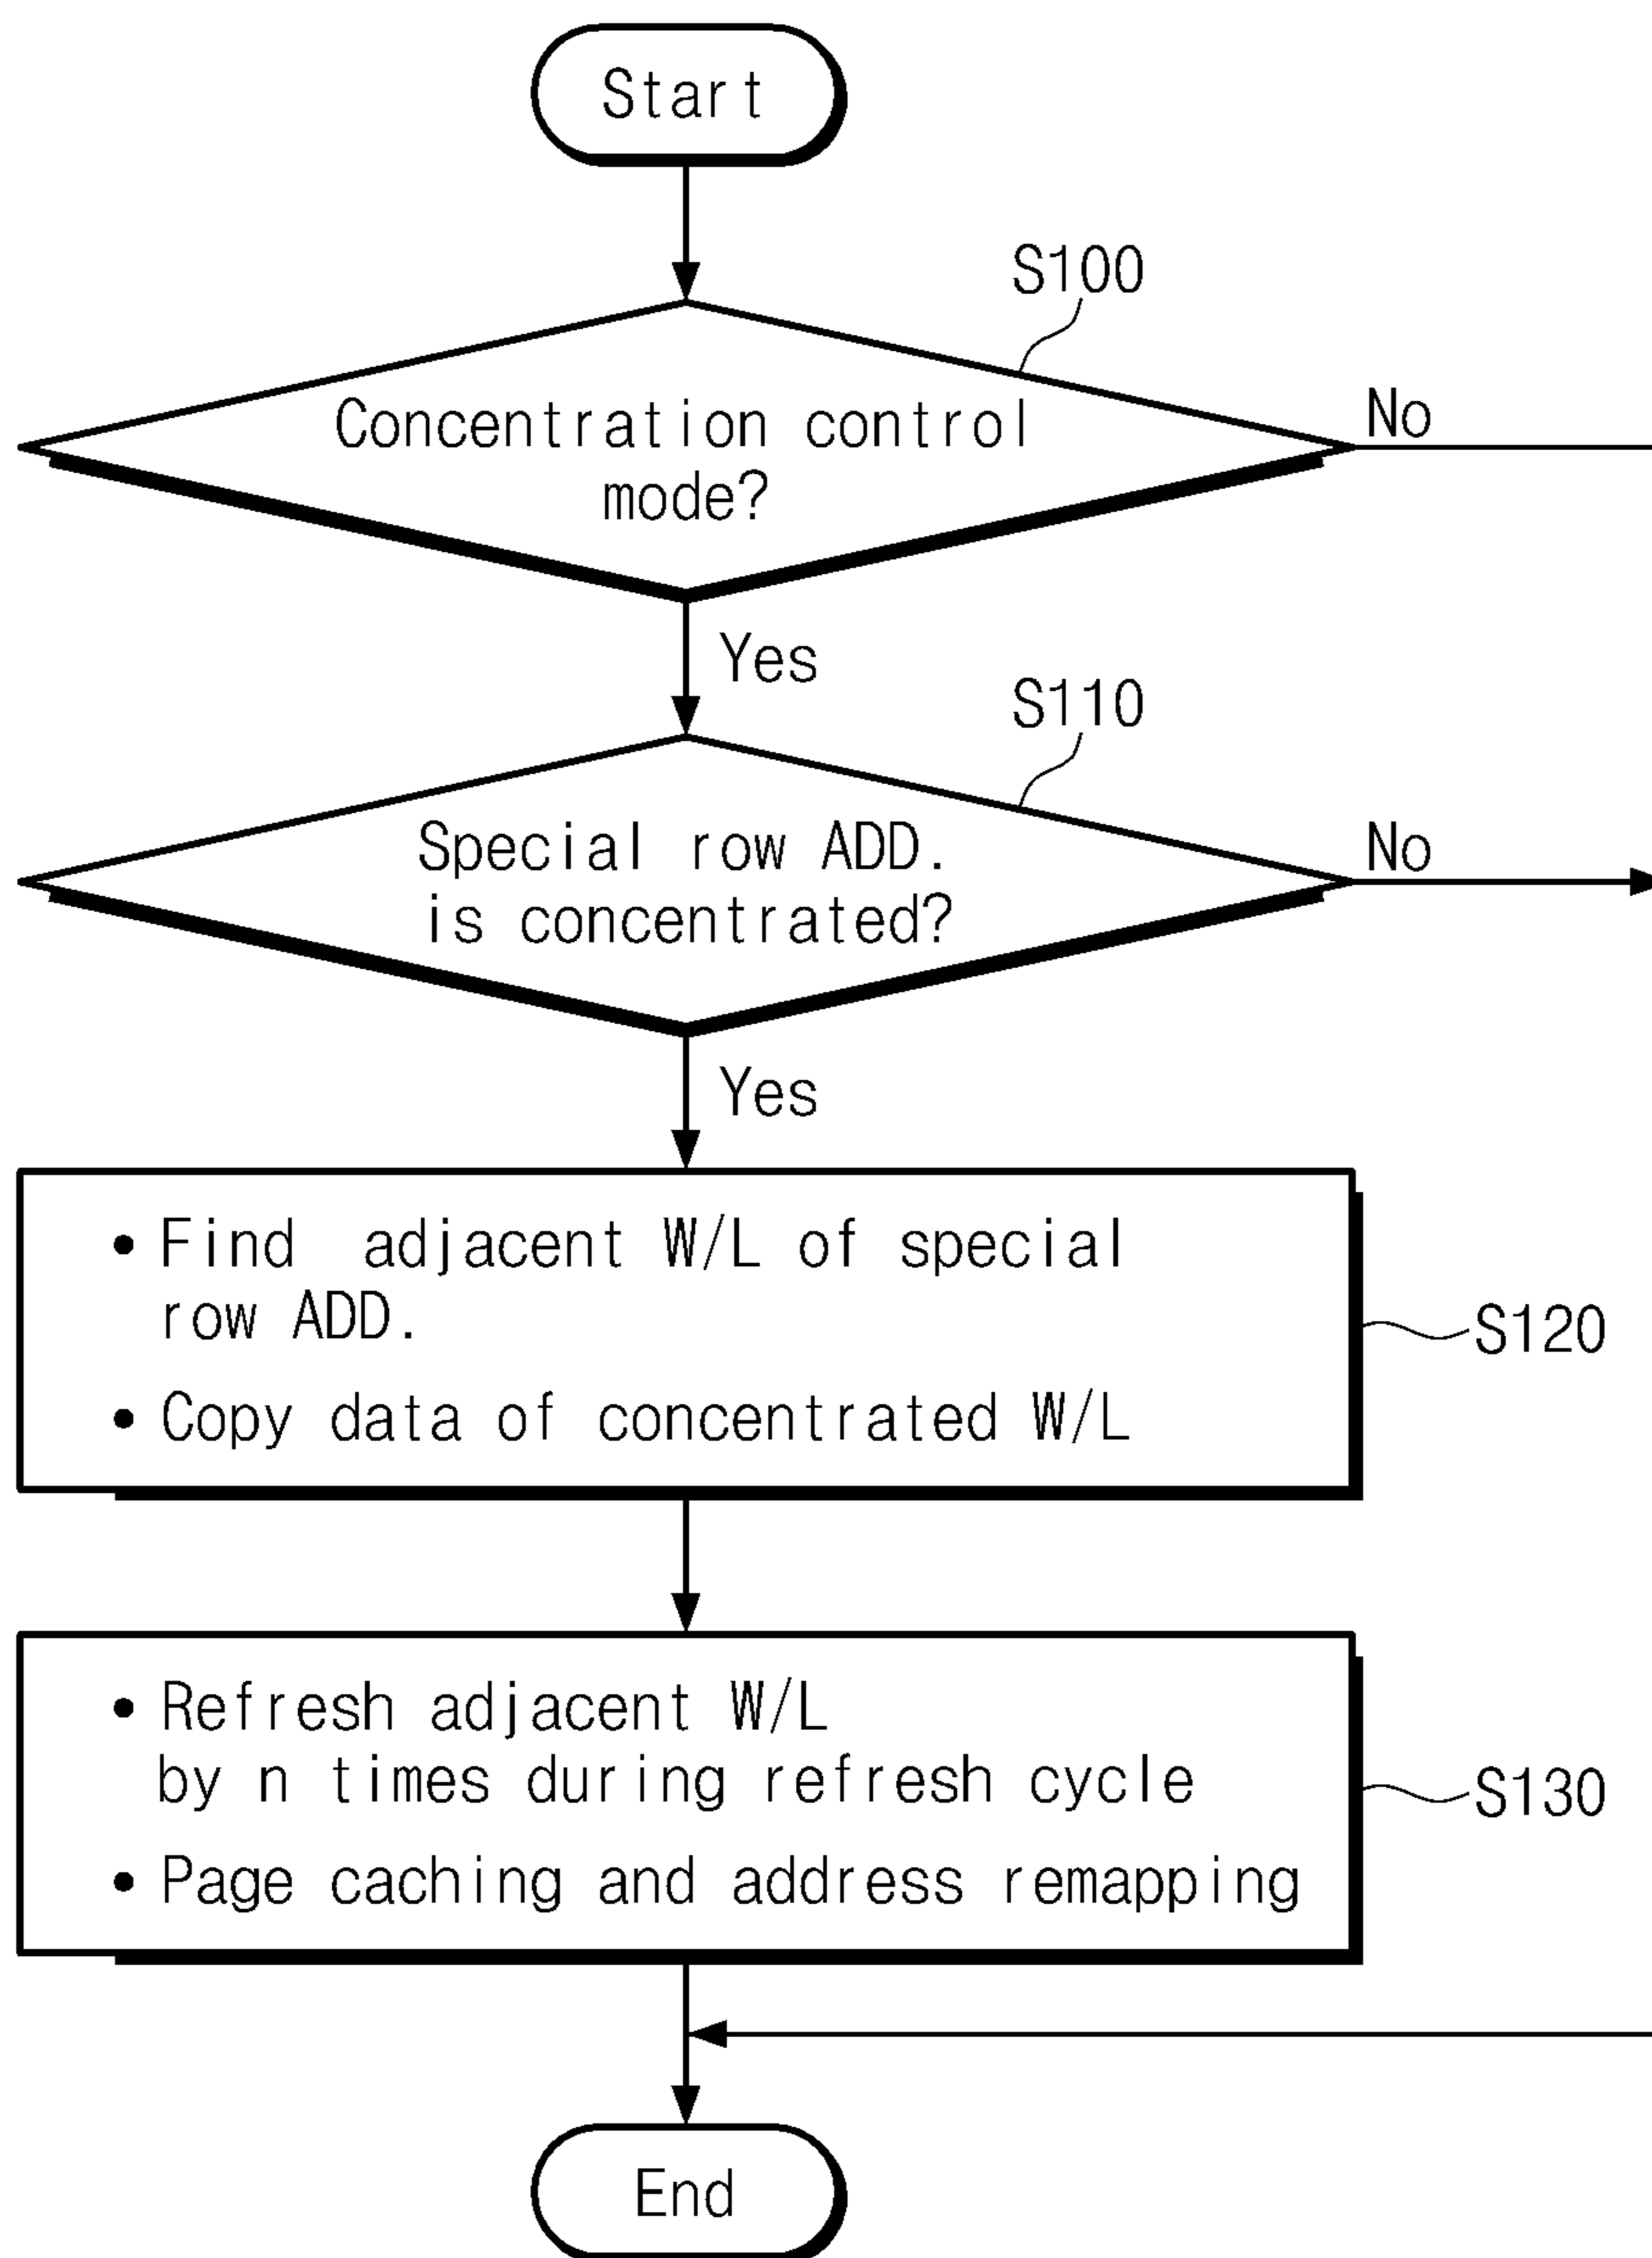 Start
S100
Concentration control
mode?
No
Yes
S110
Special row ADD.
is concentrated?
No
Yes
• Find adjacent W/L of special
row ADD.
• Copy data of concentrated W/L
S120
• Refresh adjacent W/L
by n times during refresh cycle
• Page caching and address remapping
S130
End